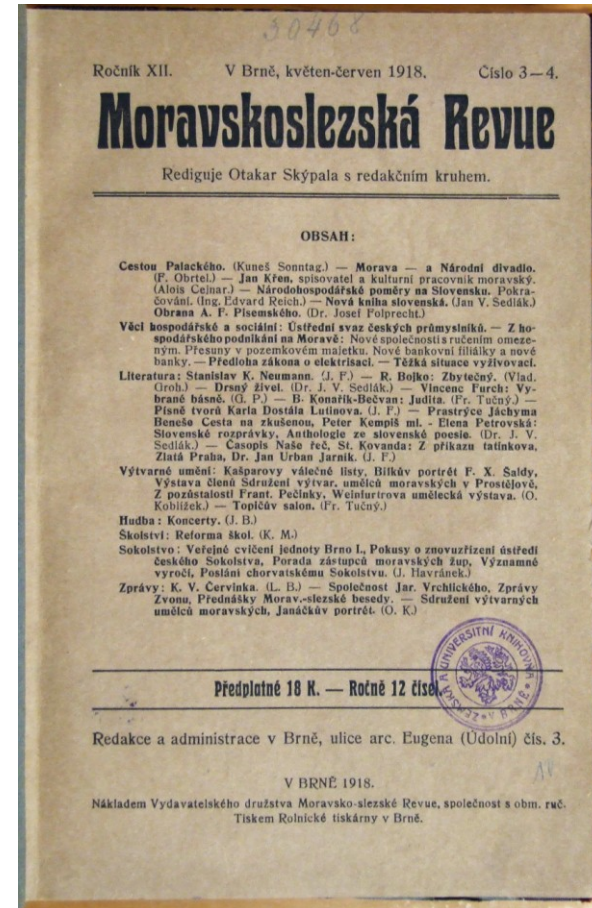 30468
Ročník XII. V Brně, květen-červen 1918. Číslo 3—4.
Moravskoslezská Revue
Rediguje Otakar Skýpala s redakčním kruhem.
OBSAH:
Cestou Palackého. (Kuneš Sonntag.) — Morava — a Národní divadlo.
(F. Obrtel.) — Jan Křen, spisovatel a kulturní pracovník moravský.
(Alois Cejnar.) — Národohospodářské poměry na Slovensku. Pokra-
čování. (Ing. Edvard Reich.) — Nová kniha slovenská. (Jan V. Sedlák.)
Obrana A. F. Písemského. (Dr. Josef Folprecht.)
Věci hospodářské a sociální: Ústřední svaz českých průmyslníků. — Z ho-
spodářského podnikání na Moravě: Nové společnosti s ručením omeze-
ným. Přesuny v pozemkovém majetku. Nové bankovní filiálky a nové
banky. — Předloha zákona o elektrisaci. — Těžká situace vyživovací.
Literatura: Stanislav K. Neumann. (J. F.) — R. Bojko: Zbytečný. (Vlad.
Groh.) — Drsný živel. (Dr. J. V. Sedlák.) — Vincenc Furch: Vy-
brané básně. (G. P.) — B. Konařík-Bečvan: Judita. (Fr. Tučný.) —
Písně tvorů Karla Dostála Lutinova. (J. F.) — Prastrýce Jáchyma
Beneše Cesta na zkušenou, Peter Kempiš ml. - Elena Petrovská:
Slovenské rozprávky, Anthologie ze slovenské poesie. (Dr. J. V.
Sedlák.) — Časopis Naše řeč, St. Kovanda: Z příkazu tatínkova,
Zlatá Praha, Dr. Jan Urban Jarník. (J. F.)
Výtvarné umění: Kašparovy válečné listy, Bílkův portrét F. X. Šaldy,
Výstava členů Sdružení výtvar. umělců moravských v Prostějově,
Z pozůstalosti Frant. Pečinky, Weinfurtrova umělecká výstava. (O.
Koblížek.) — Topičův salon. (Fr. Tučný.)
Hudba: Koncerty. (J. B.)
Školství: Reforma škol. (K. M.)
Sokolstvo: Veřejné cvičení jednoty Brno I., Pokusy o znovuzřízení ústředí
českého Sokolstva, Porada zástupců moravských žup, Významné
vyročí, Poslání chorvatskému Sokolstvu. (J. Havránek.)
Zprávy: K. V. Červinka. (L. B.) — Společnost Jar. Vrchlického, Zprávy
Zvonu, Přednášky Morav.-slezské besedy. — Sdružení výtvarných
umělců moravských, Janáčkův portrét. (O. K.)
ZEMSKÁ A UNIVERSITNÍ KNIHOVNA V BRNĚ
Předplatné 18 K. — Ročně 12 čísel.
Redakce a administrace v Brně, ulice arc. Eugena (Údolní) čís. 3.
V BRNĚ 1918.
Nákladem Vydavatelského družstva Moravsko-slezské Revue, společnost s obm. ruč.
Tiskem Rolnické tiskárny v Brně.